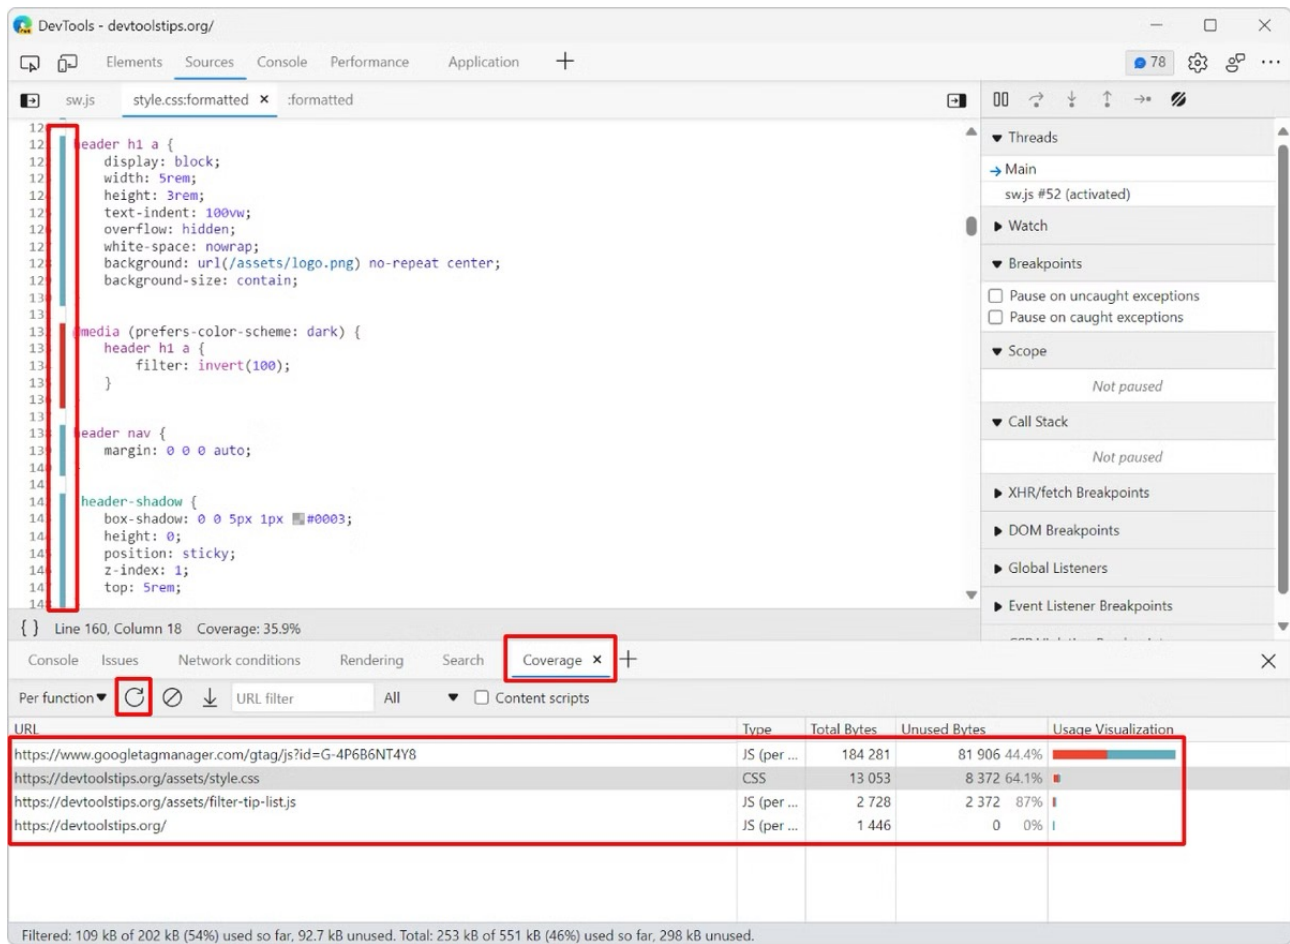 DevTools - devtoolstips.org/
Elements Sources Console Performance Application 78
sw.js style.css:formatted :formatted
header h1 a {
display: block;
width: 5rem;
height: 3rem;
text-indent: 100vw;
overflow: hidden;
white-space: nowrap;
background: url(/assets/logo.png) no-repeat center;
background-size: contain;
@media (prefers-color-scheme: dark) {
header h1 a {
filter: invert(100);
}
header nav {
margin: 0 0 0 auto;
header-shadow {
box-shadow: 0 0 5px 1px #0003;
height: 0;
position: sticky;
z-index: 1;
top: 5rem;
{ } Line 160, Column 18 Coverage: 35.9%
Threads
Main
sw.js #52 (activated)
Watch
Breakpoints
Pause on uncaught exceptions
Pause on caught exceptions
Scope
Not paused
Call Stack
Not paused
XHR/fetch Breakpoints
DOM Breakpoints
Global Listeners
Event Listener Breakpoints
Console Issues Network conditions Rendering Search Coverage
Per function URL filter All Content scripts
URL Type Total Bytes Unused Bytes Usage Visualization
https://www.googletagmanager.com/gtag/js?id=G-4P6B6NT4Y8 JS (per ... 184 281 81 906 44.4%
https://devtoolstips.org/assets/style.css CSS 13 053 8 372 64.1%
https://devtoolstips.org/assets/filter-tip-list.js JS (per ... 2 728 2 372 87%
https://devtoolstips.org/ JS (per ... 1 446 0 0%
Filtered: 109 kB of 202 kB (54%) used so far, 92.7 kB unused. Total: 253 kB of 551 kB (46%) used so far, 298 kB unused.